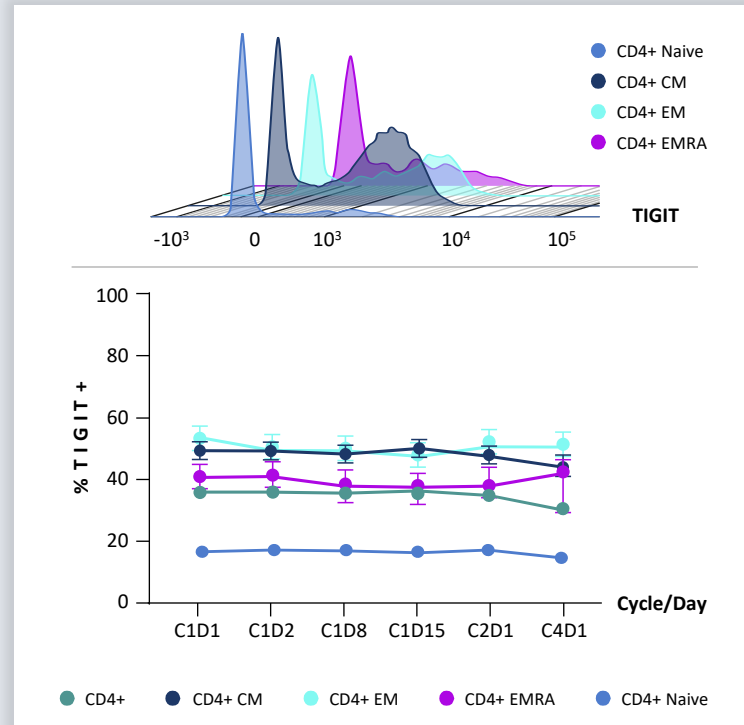 CD4+ Naive
CD4+ CM
CD4+ EM
CD4+ EMRA
TIGIT
-10³ 0 10³ 10⁴ 10⁵
100
80
60
40
20
0
% TIGIT +
Cycle/Day
C1D1 C1D2 C1D8 C1D15 C2D1 C4D1
CD4+ CD4+ CM CD4+ EM CD4+ EMRA CD4+ Naive